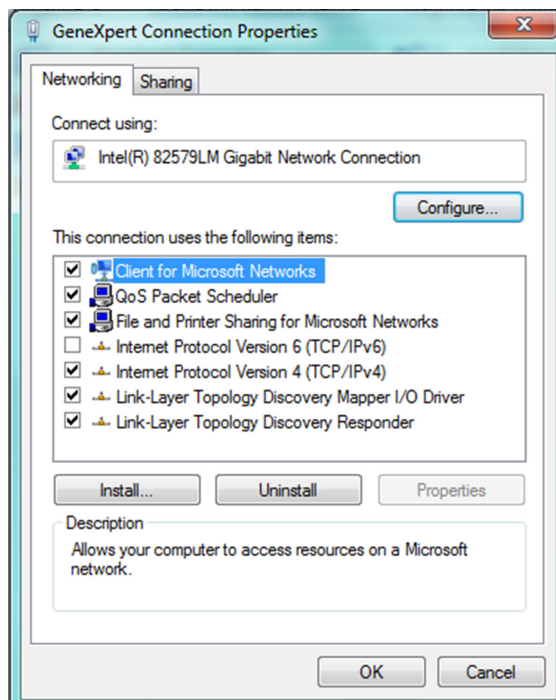 GeneXpert Connection Properties
Networking
Sharing
Connect using:
Intel(R) 82579LM Gigabit Network Connection
Configure...
This connection uses the following items:
Client for Microsoft Networks
QoS Packet Scheduler
File and Printer Sharing for Microsoft Networks
Internet Protocol Version 6 (TCP/IPv6)
Internet Protocol Version 4 (TCP/IPv4)
Link-Layer Topology Discovery Mapper I/O Driver
Link-Layer Topology Discovery Responder
Install...
Uninstall
Properties
Description
Allows your computer to access resources on a Microsoft
network.
OK
Cancel